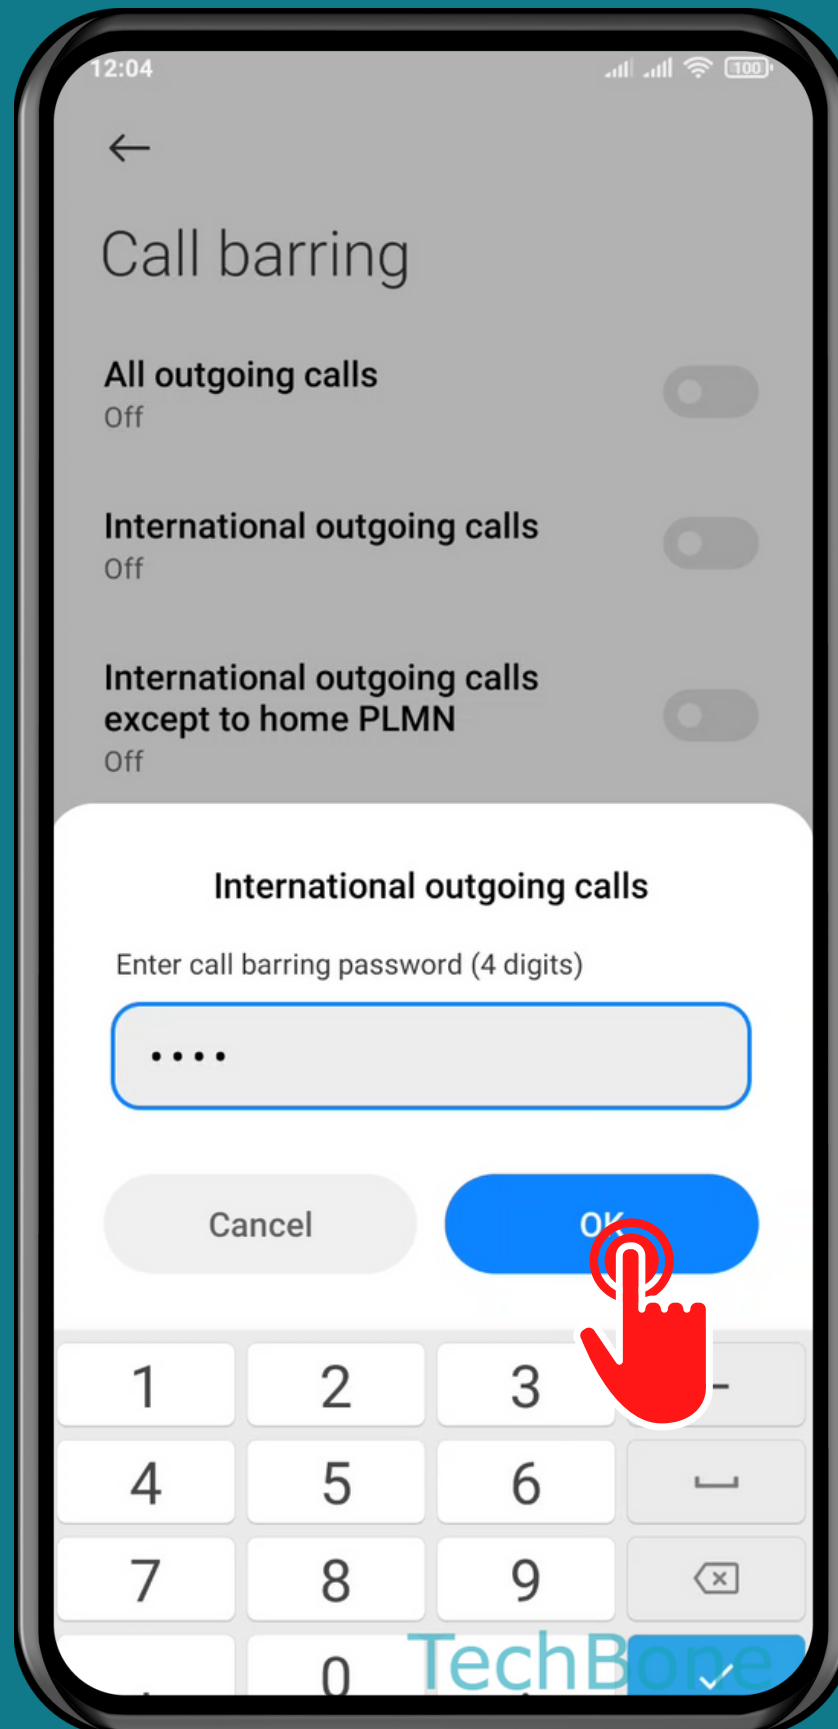 12:04
100
Call barring
All outgoing calls
Off
International outgoing calls
Off
International outgoing calls
except to home PLMN
Off
International outgoing calls
Enter call barring password (4 digits)
••••
Cancel
OK
1 2 3 -
4 5 6
7 8 9
, 0 .
TechBone